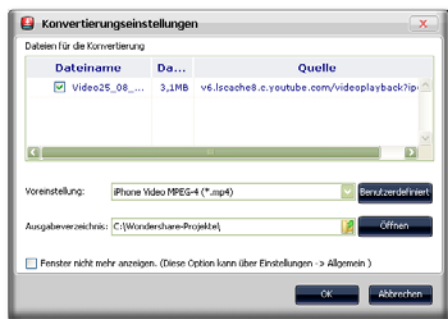 Konvertierungseinstellungen
Dateien für die Konvertierung
Dateiname Da... Quelle
Video25_08_... 3,1MB v6.lscache8.c.youtube.com/videoplayback?ip
Voreinstellung: iPhone Video MPEG-4 (*.mp4) Benutzerdefiniert
Ausgabeverzeichnis: C:\Wondershare-Projekte\ Öffnen
Fenster nicht mehr anzeigen. (Diese Option kann über Einstellungen -> Allgemein )
OK Abbrechen